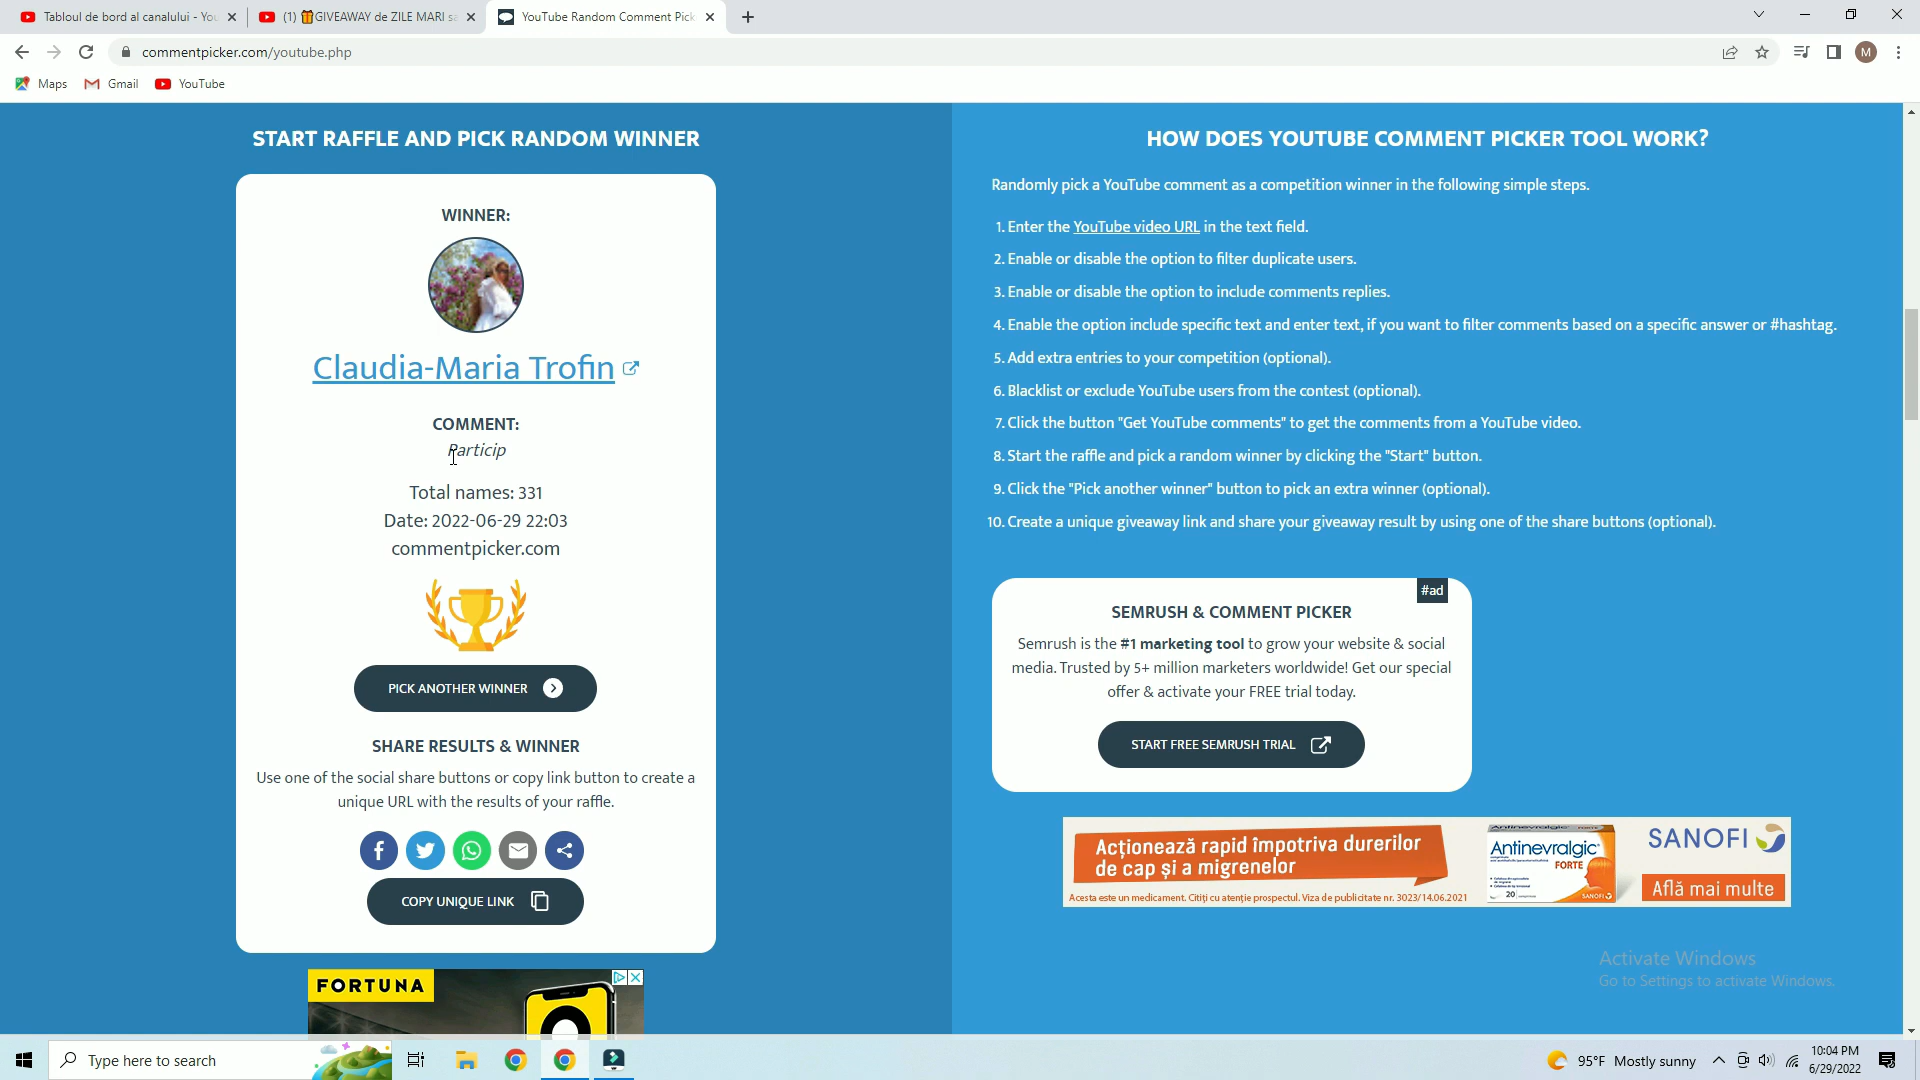 Tabloul de bord al canalului - You
(1) 🎁GIVEAWAY de ZILE MARI sa
YouTube Random Comment Pick
commentpicker.com/youtube.php
M
Maps
Gmail
YouTube
START RAFFLE AND PICK RANDOM WINNER
WINNER:
Claudia-Maria Trofin
COMMENT:
Particip
Total names: 331
Date: 2022-06-29 22:03
commentpicker.com
PICK ANOTHER WINNER
SHARE RESULTS & WINNER
Use one of the social share buttons or copy link button to create a
unique URL with the results of your raffle.
COPY UNIQUE LINK
FORTUNA
HOW DOES YOUTUBE COMMENT PICKER TOOL WORK?
Randomly pick a YouTube comment as a competition winner in the following simple steps.
1. Enter the YouTube video URL in the text field.
2. Enable or disable the option to filter duplicate users.
3. Enable or disable the option to include comments replies.
4. Enable the option include specific text and enter text, if you want to filter comments based on a specific answer or #hashtag.
5. Add extra entries to your competition (optional).
6. Blacklist or exclude YouTube users from the contest (optional).
7. Click the button "Get YouTube comments" to get the comments from a YouTube video.
8. Start the raffle and pick a random winner by clicking the "Start" button.
9. Click the "Pick another winner" button to pick an extra winner (optional).
10. Create a unique giveaway link and share your giveaway result by using one of the share buttons (optional).
#ad
SEMRUSH & COMMENT PICKER
Semrush is the #1 marketing tool to grow your website & social
media. Trusted by 5+ million marketers worldwide! Get our special
offer & activate your FREE trial today.
START FREE SEMRUSH TRIAL
Acționează rapid împotriva durerilor
de cap și a migrenelor
Acesta este un medicament. Citiți cu atenție prospectul. Viza de publicitate nr. 3023/14.06.2021
Antinevralgic
FORTE
20
SANOFI
SANOFI
Află mai multe
Activate Windows
Go to Settings to activate Windows.
Type here to search
95°F Mostly sunny
10:04 PM
6/29/2022